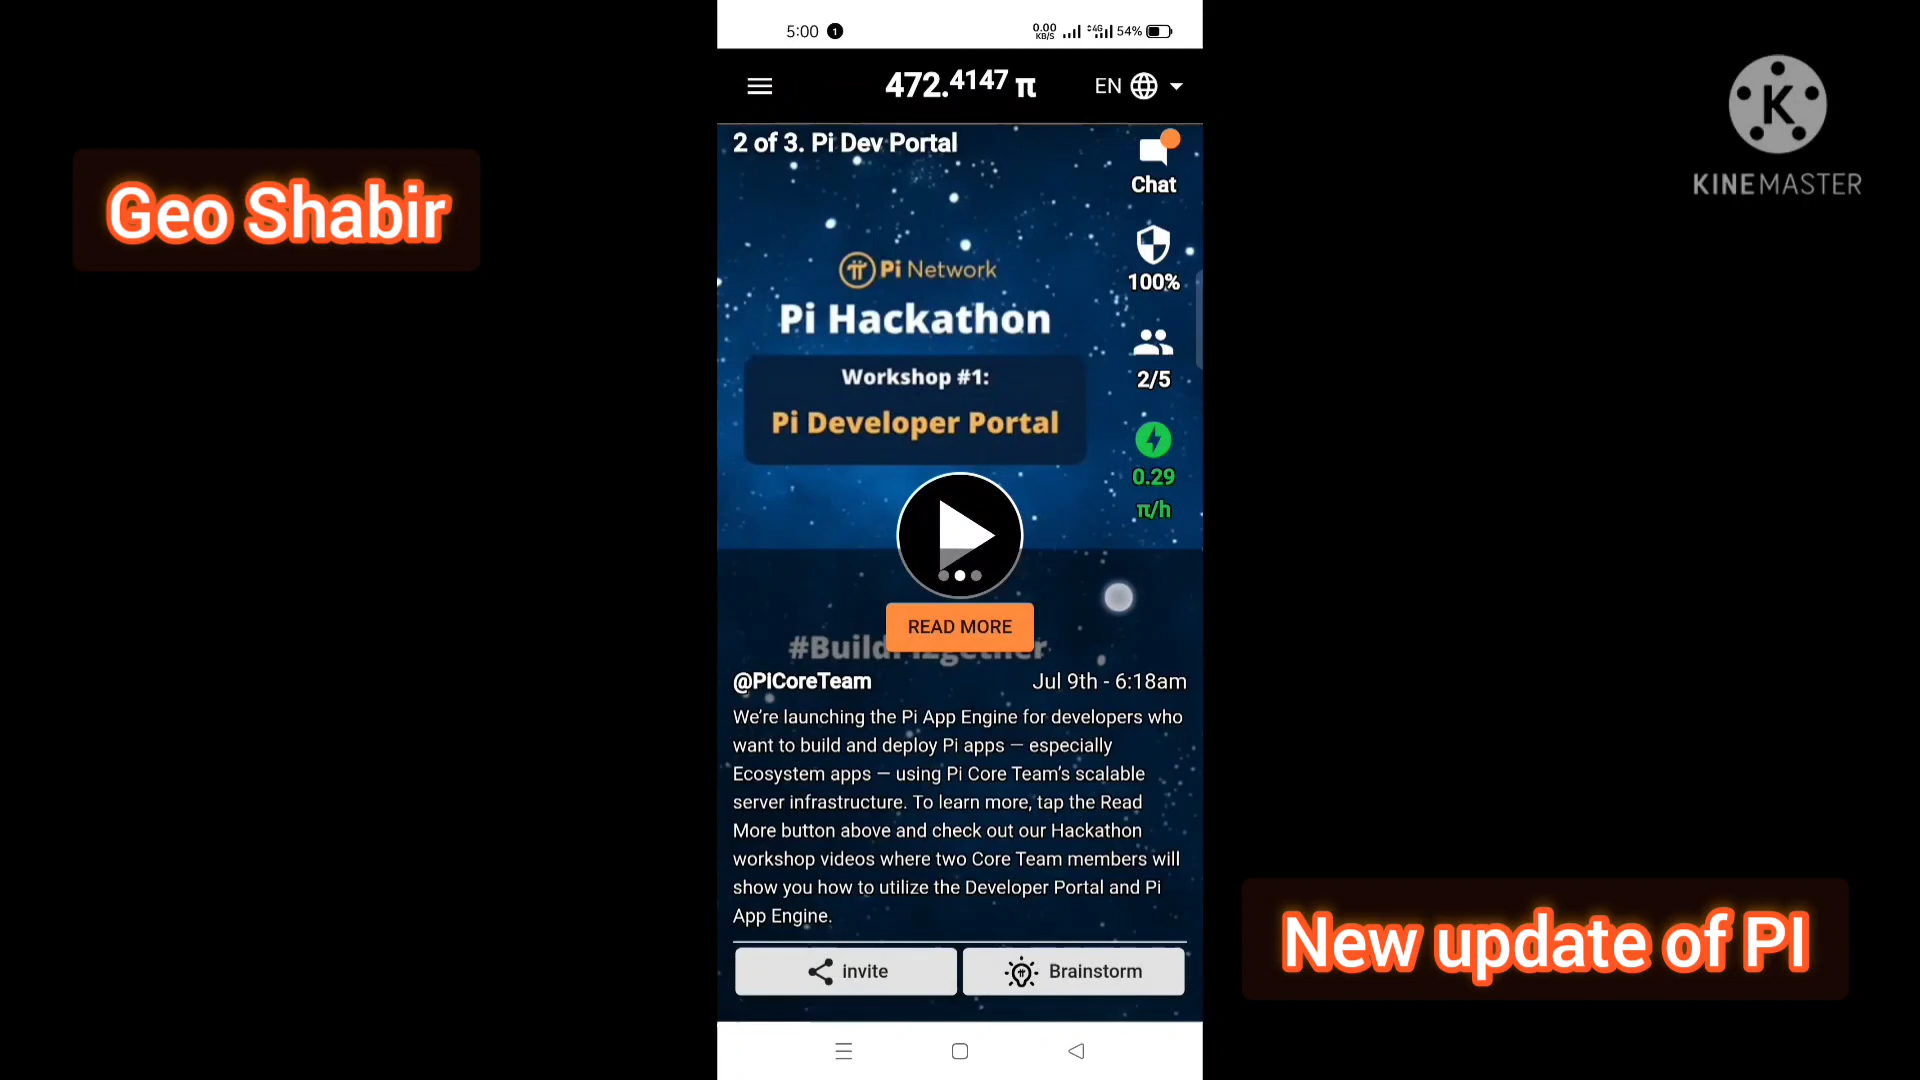 5:00 1 0.00 KB/S 4G 54%
472.4147 π EN
2 of 3. Pi Dev Portal
Chat
Geo Shabir
K
KINEMASTER
100%
Pi Network
Pi Hackathon
2/5
Workshop #1:
Pi Developer Portal
0.29
π/h
READ MORE
@PiCoreTeam Jul 9th - 6:18am
We’re launching the Pi App Engine for developers who
want to build and deploy Pi apps — especially
Ecosystem apps — using Pi Core Team’s scalable
server infrastructure. To learn more, tap the Read
More button above and check out our Hackathon
workshop videos where two Core Team members will
show you how to utilize the Developer Portal and Pi
App Engine.
invite Brainstorm
New update of PI